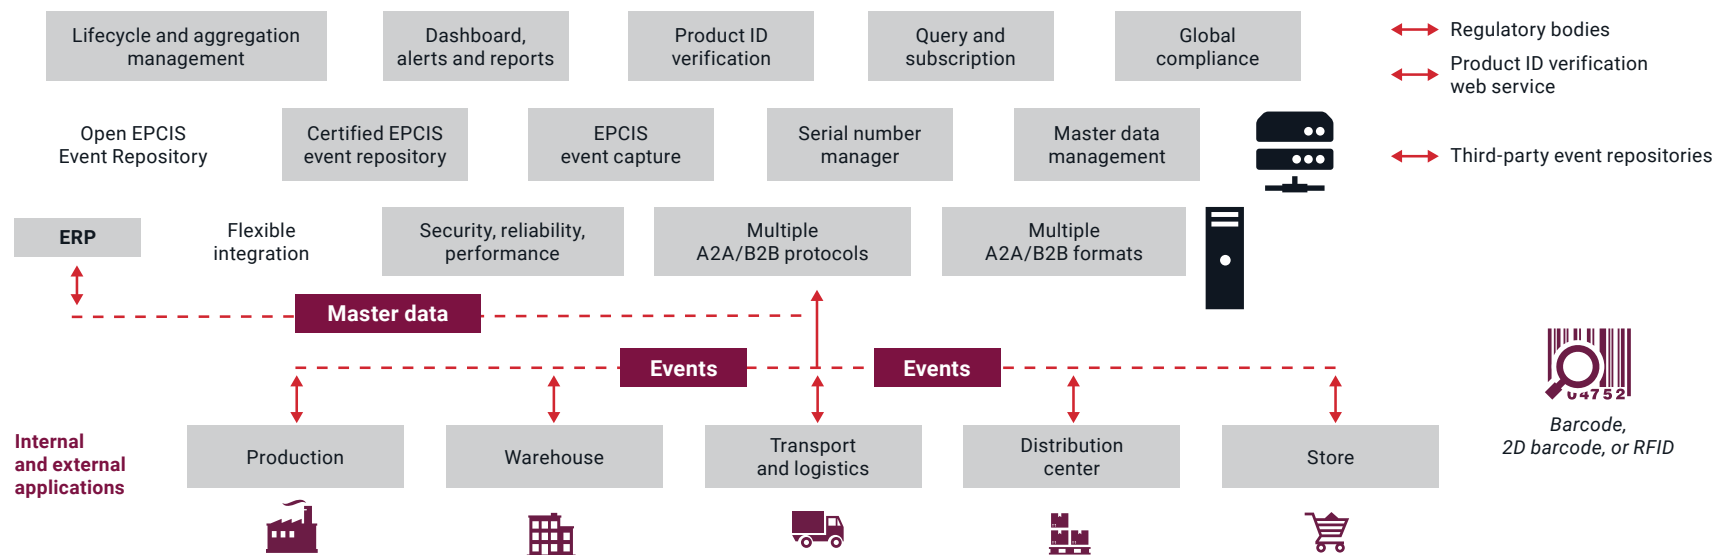 Lifecycle and aggregation
management
Dashboard,
alerts and reports
Product ID
verification
Query and
subscription
Global
compliance
Regulatory bodies
Product ID verification
web service
Open EPCIS
Event Repository
Certified EPCIS
event repository
EPCIS
event capture
Serial number
manager
Master data
management
Third-party event repositories
ERP
Flexible
integration
Security, reliability,
performance
Multiple
A2A/B2B protocols
Multiple
A2A/B2B formats
Master data
Events
Events
04752
Barcode,
2D barcode, or RFID
Internal
and external
applications
Production
Warehouse
Transport
and logistics
Distribution
center
Store